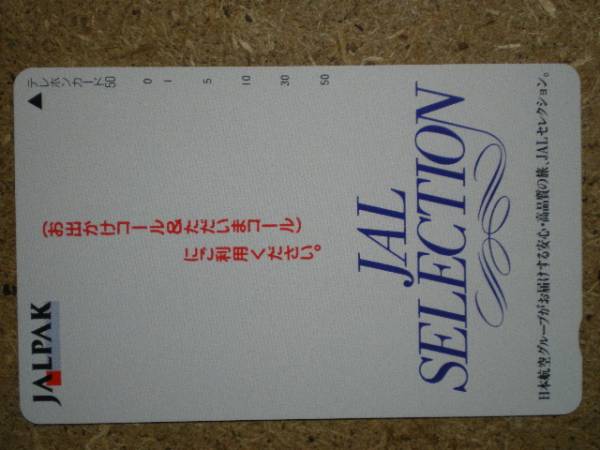 ▲
テレホンカード 50
0 1 5 10 30 50
JALPAK
(お出かけコール&ただいまコール)
にご利用ください。
JAL
SELECTION
日本航空グループがお届けする安心・高品質の旅、JALセレクション。